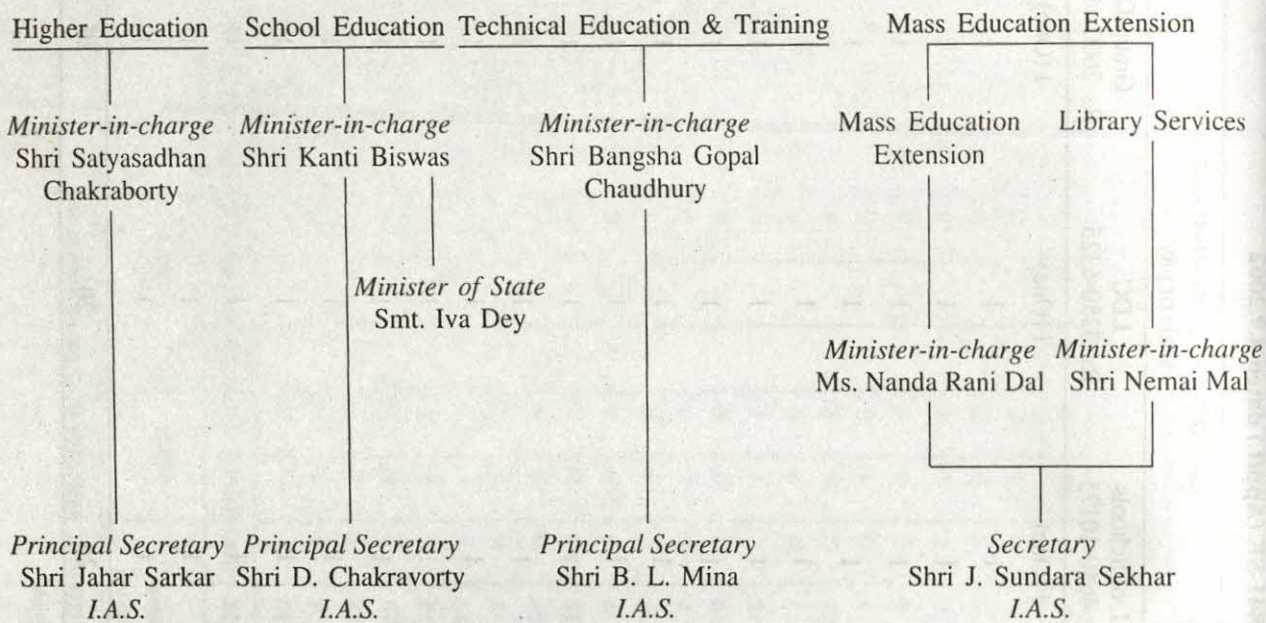 Higher Education
School Education
Technical Education & Training
Mass Education Extension
Minister-in-charge
Shri Satyasadhan
Chakraborty
Minister-in-charge
Shri Kanti Biswas
Minister-in-charge
Shri Bangsha Gopal
Chaudhury
Mass Education
Extension
Library Services
Minister of State
Smt. Iva Dey
Minister-in-charge
Ms. Nanda Rani Dal
Minister-in-charge
Shri Nemai Mal
Principal Secretary
Shri Jahar Sarkar
I.A.S.
Principal Secretary
Shri D. Chakravorty
I.A.S.
Principal Secretary
Shri B. L. Mina
I.A.S.
Secretary
Shri J. Sundara Sekhar
I.A.S.